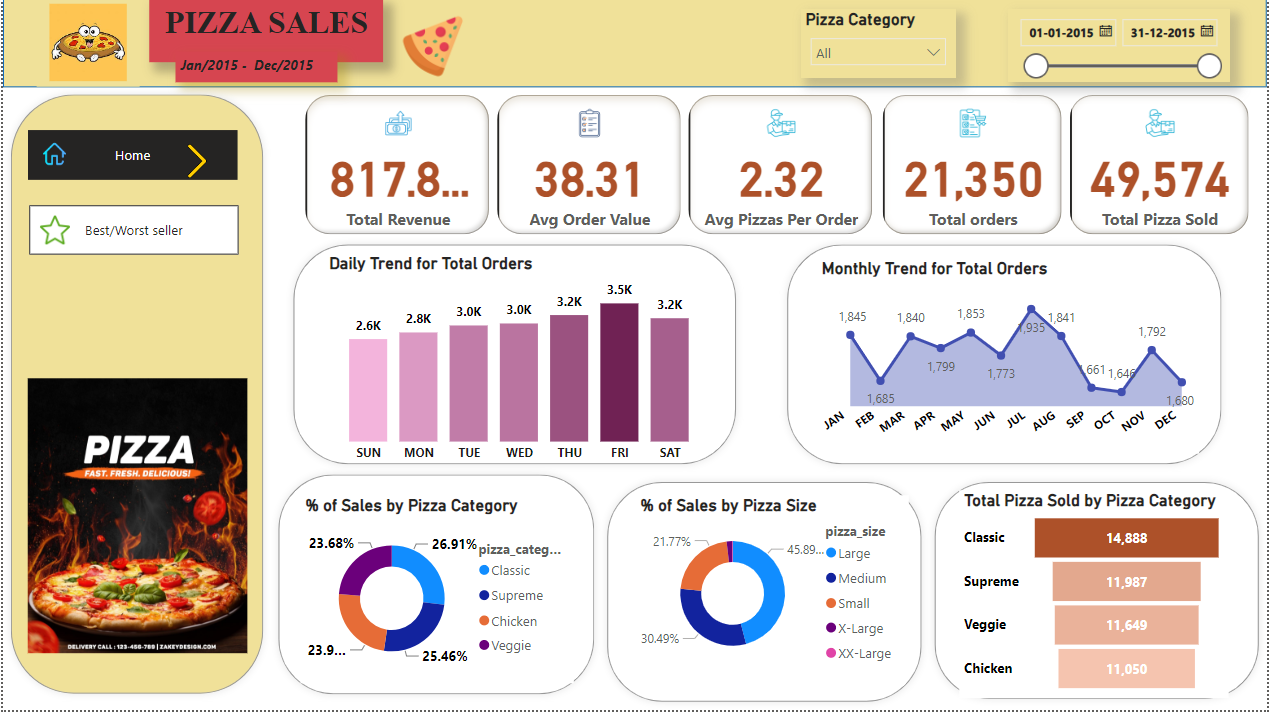 PIZZA SALES
Jan/2015 - Dec/2015
Pizza Category
All
01-01-2015
31-12-2015
Home
Best/Worst seller
817.8...
Total Revenue
38.31
Avg Order Value
2.32
Avg Pizzas Per Order
21,350
Total orders
49,574
Total Pizza Sold
Daily Trend for Total Orders
2.6K
2.8K
3.0K
3.0K
3.2K
3.5K
3.2K
SUN MON TUE WED THU FRI SAT
Monthly Trend for Total Orders
1,845
1,685
1,840
1,799
1,853
1,773
1,935
1,841
1,661
1,646
1,792
1,680
JAN FEB MAR APR MAY JUN JUL AUG SEP OCT NOV DEC
PIZZA
FAST. FRESH. DELICIOUS!
DELIVERY CALL : 123-456-789 | ZAKEYDESIGN.COM
% of Sales by Pizza Category
23.68%
26.91%
23.9...
25.46%
pizza_categ...
Classic
Supreme
Chicken
Veggie
% of Sales by Pizza Size
21.77%
45.89...
30.49%
pizza_size
Large
Medium
Small
X-Large
XX-Large
Total Pizza Sold by Pizza Category
Classic 14,888
Supreme 11,987
Veggie 11,649
Chicken 11,050